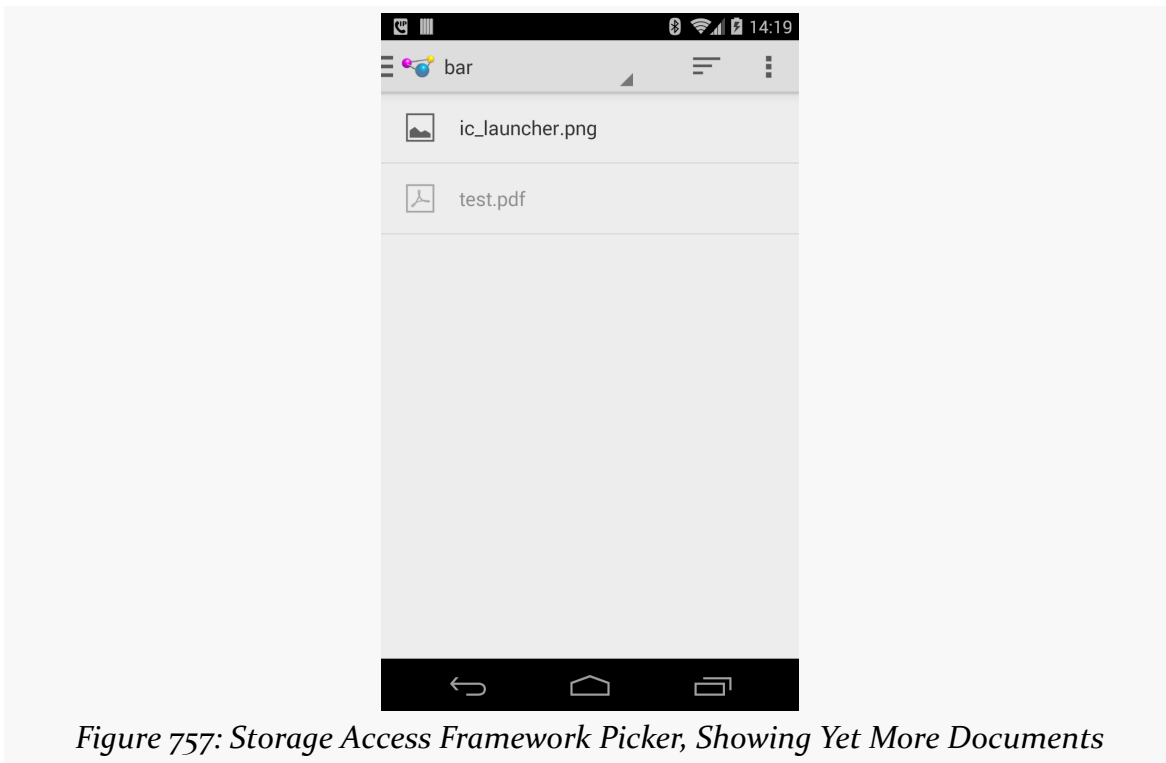 14:19
bar
ic_launcher.png
test.pdf
Figure 757: Storage Access Framework Picker, Showing Yet More Documents